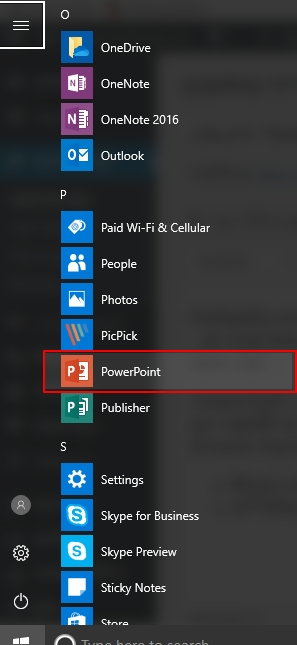 O
OneDrive
OneNote
OneNote 2016
Outlook
P
Paid Wi-Fi & Cellular
People
Photos
PicPick
PowerPoint
Publisher
S
Settings
Skype for Business
Skype Preview
Sticky Notes
Store
Type here to search